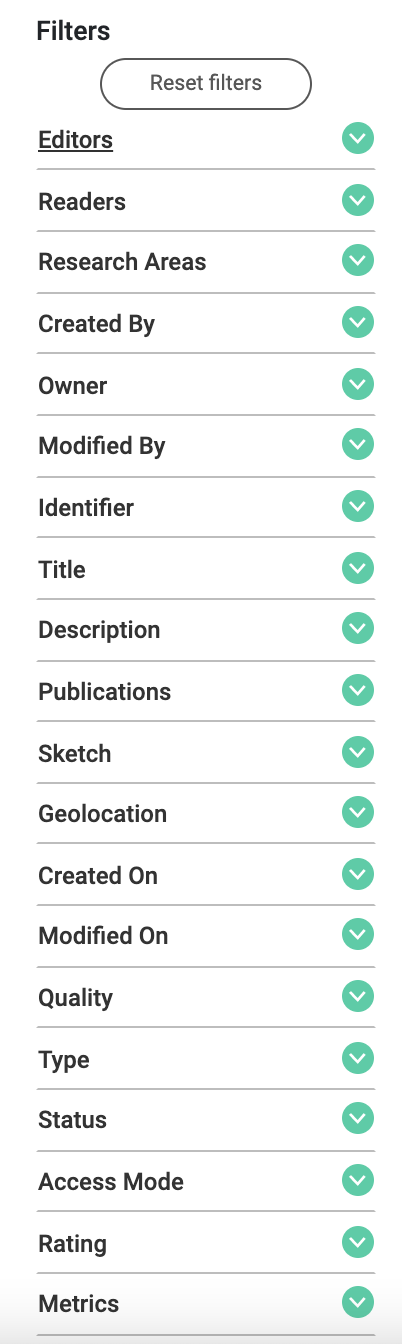 Filters
Reset filters
Editors
Readers
Research Areas
Created By
Owner
Modified By
Identifier
Title
Description
Publications
Sketch
Geolocation
Created On
Modified On
Quality
Type
Status
Access Mode
Rating
Metrics